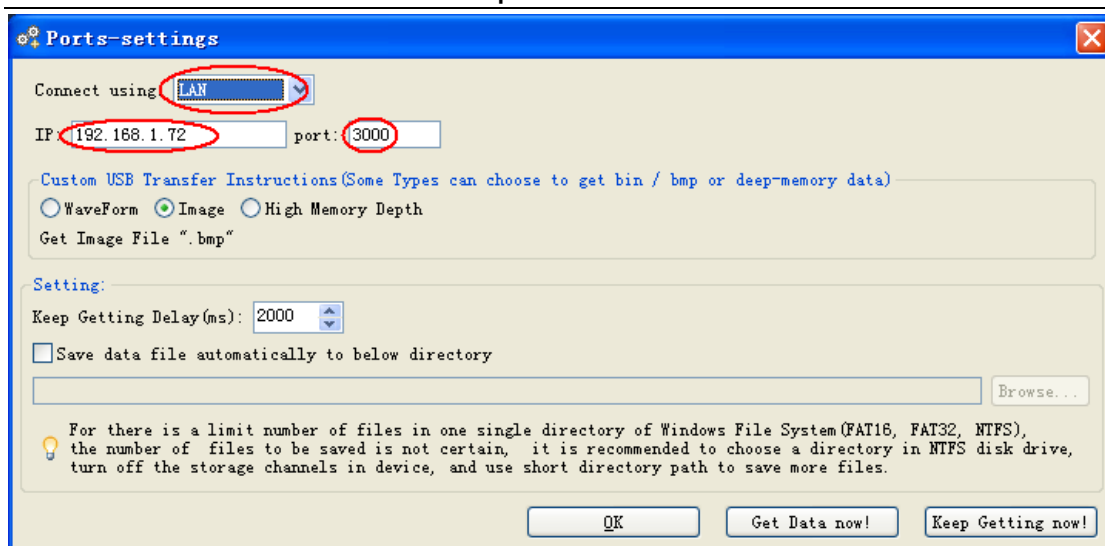 Ports-settings
Connect using LAN
IP: 192.168.1.72 port: 3000
Custom USB Transfer Instructions(Some Types can choose to get bin / bmp or deep-memory data)
WaveForm Image High Memory Depth
Get Image File ".bmp"
Setting:
Keep Getting Delay(ms): 2000
Save data file automatically to below directory
Browse...
For there is a limit number of files in one single directory of Windows File System(FAT16, FAT32, NTFS),
the number of files to be saved is not certain, it is recommended to choose a directory in NTFS disk drive,
turn off the storage channels in device, and use short directory path to save more files.
OK Get Data now! Keep Getting now!